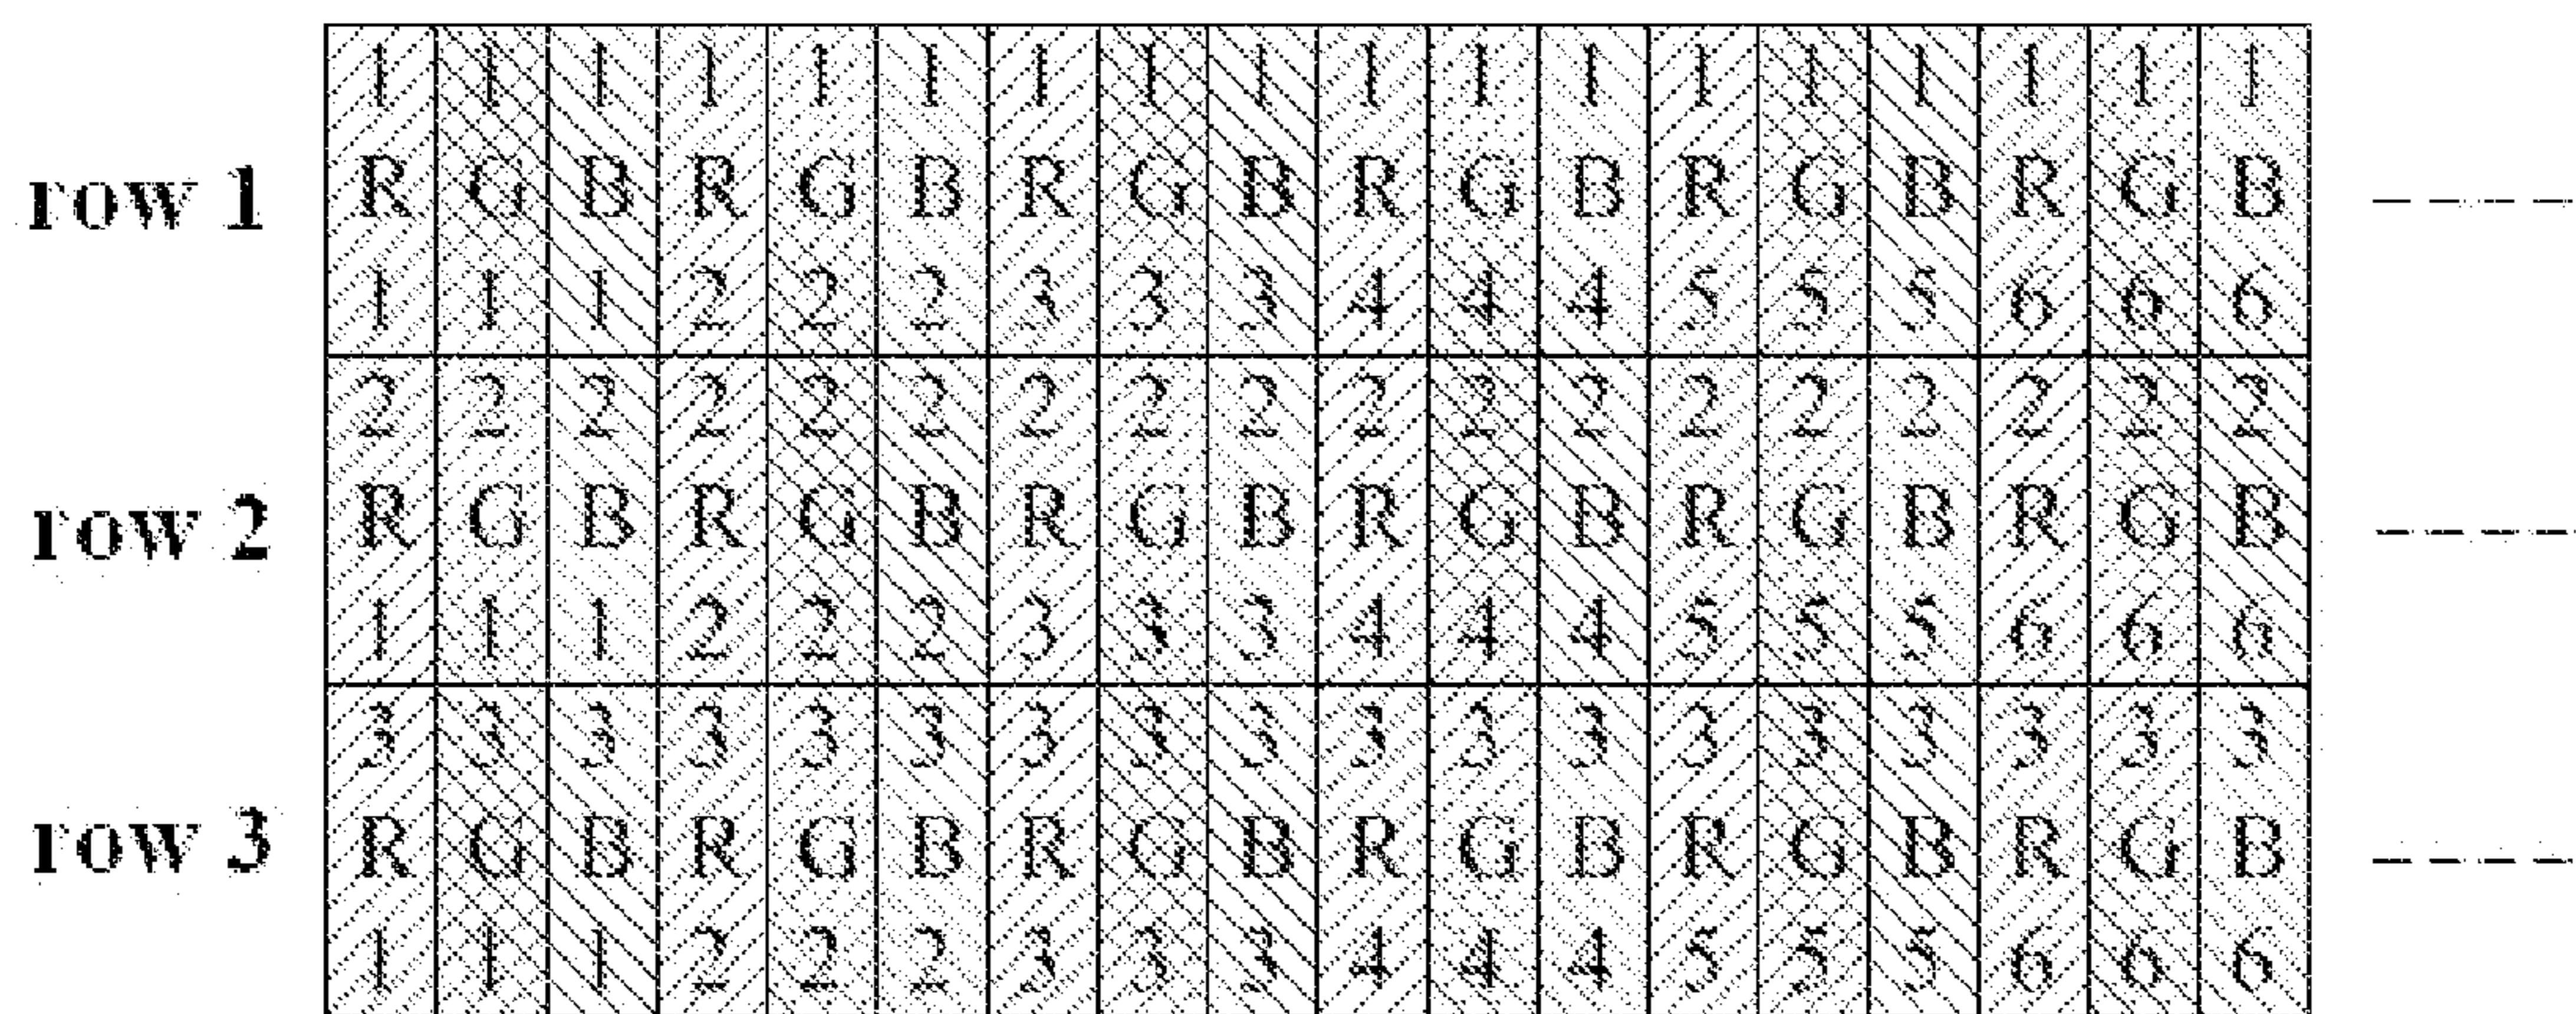 1 1 1 1 1 1 1 1 1 1 1 1 1 1 1 1 1 1
row 1 R G B R G B R G B R G B R G B R G B
1 1 1 2 2 2 3 3 3 4 4 4 5 5 5 6 6 6
2 2 2 2 2 2 2 2 2 2 2 2 2 2 2 2 2 2
row 2 R G B R G B R G B R G B R G B R G B
1 1 1 2 2 2 3 3 3 4 4 4 5 5 5 6 6 6
3 3 3 3 3 3 3 3 3 3 3 3 3 3 3 3 3 3
row 3 R G B R G B R G B R G B R G B R G B
1 1 1 2 2 2 3 3 3 4 4 4 5 5 5 6 6 6